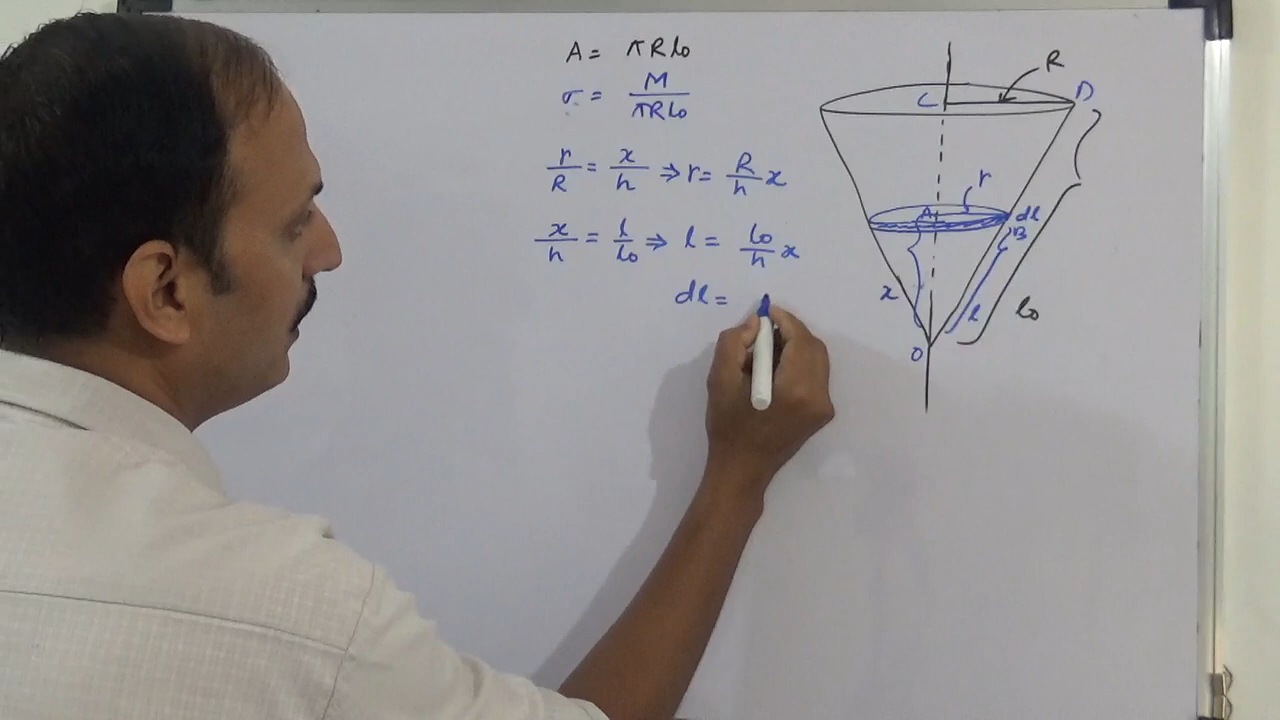 A = πRl₀
σ = M/πRl₀
r/R = x/h ⇒ r = R/h x
x/h = l/l₀ ⇒ l = l₀/h x
dl =
R
C
D
r
A
dl
B
x
l
l₀
O